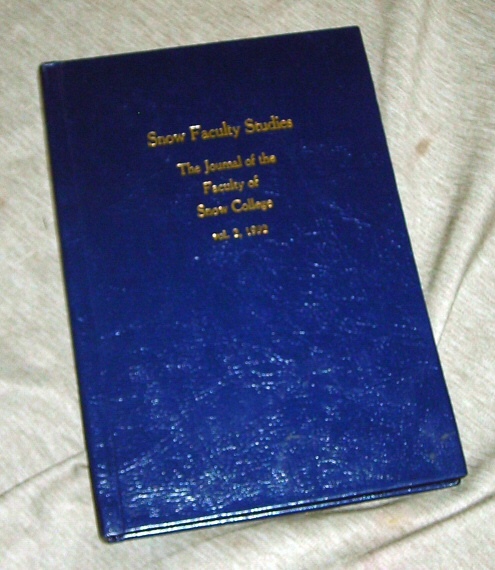 Snow Faculty Studies
The Journal of the
Faculty of
Snow College
vol. 2,